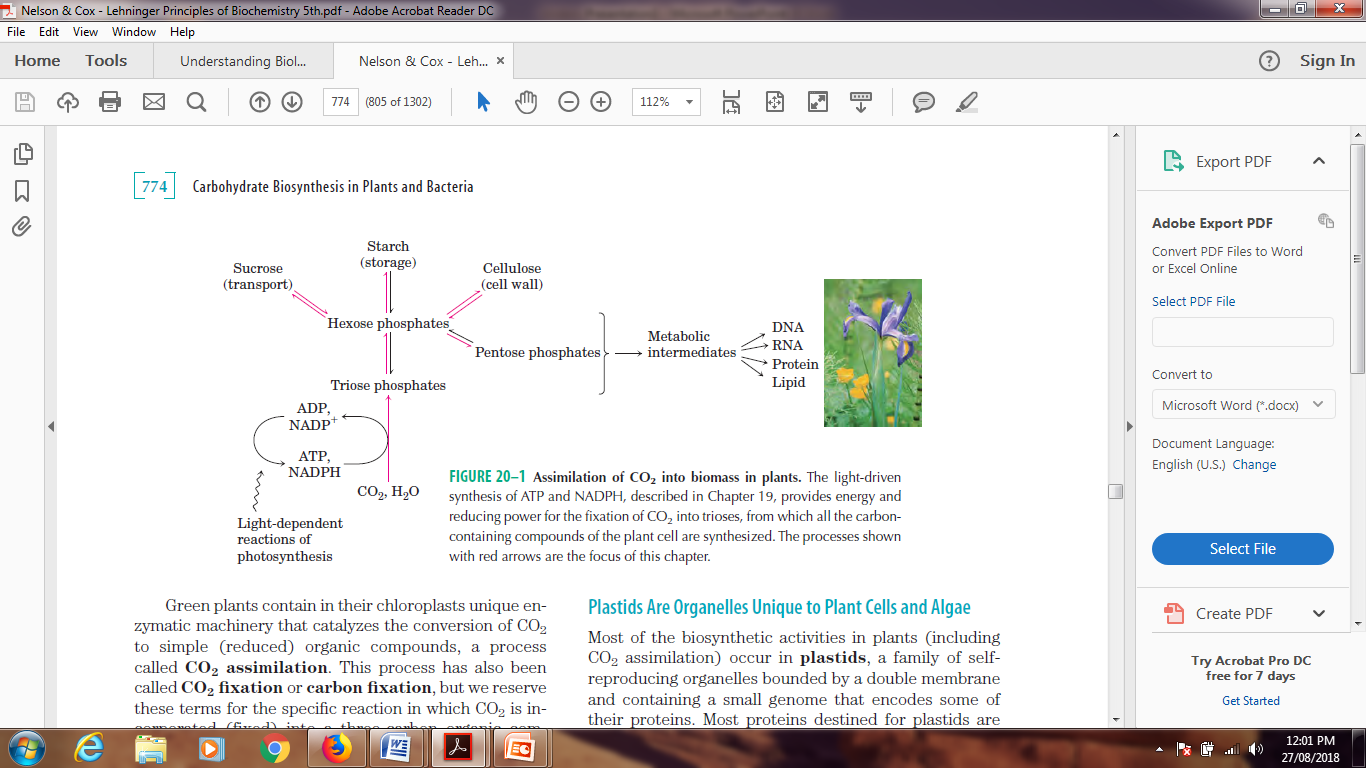 Nelson & Cox - Lehninger Principles of Biochemistry 5th.pdf - Adobe Acrobat Reader DC
File Edit View Window Help
Home Tools Understanding Biol... Nelson & Cox - Leh... × ? Sign In
774 (805 of 1302) 112%
[774] Carbohydrate Biosynthesis in Plants and Bacteria
Starch
(storage)
Sucrose
(transport)
Cellulose
(cell wall)
Hexose phosphates
Pentose phosphates
Metabolic
intermediates
DNA
RNA
Protein
Lipid
Triose phosphates
ADP,
NADP⁺
ATP,
NADPH
CO₂, H₂O
Light-dependent
reactions of
photosynthesis
FIGURE 20–1 Assimilation of CO₂ into biomass in plants. The light-driven
synthesis of ATP and NADPH, described in Chapter 19, provides energy and
reducing power for the fixation of CO₂ into trioses, from which all the carbon-
containing compounds of the plant cell are synthesized. The processes shown
with red arrows are the focus of this chapter.
Green plants contain in their chloroplasts unique en-
zymatic machinery that catalyzes the conversion of CO₂
to simple (reduced) organic compounds, a process
called CO₂ assimilation. This process has also been
called CO₂ fixation or carbon fixation, but we reserve
these terms for the specific reaction in which CO₂ is in-
corporated (fixed) into a three-carbon organic com-
Plastids Are Organelles Unique to Plant Cells and Algae
Most of the biosynthetic activities in plants (including
CO₂ assimilation) occur in plastids, a family of self-
reproducing organelles bounded by a double membrane
and containing a small genome that encodes some of
their proteins. Most proteins destined for plastids are
Export PDF
Adobe Export PDF
Convert PDF Files to Word
or Excel Online
Select PDF File
Convert to
Microsoft Word (*.docx)
Document Language:
English (U.S.) Change
Select File
Create PDF
Try Acrobat Pro DC
free for 7 days
Get Started
12:01 PM
27/08/2018